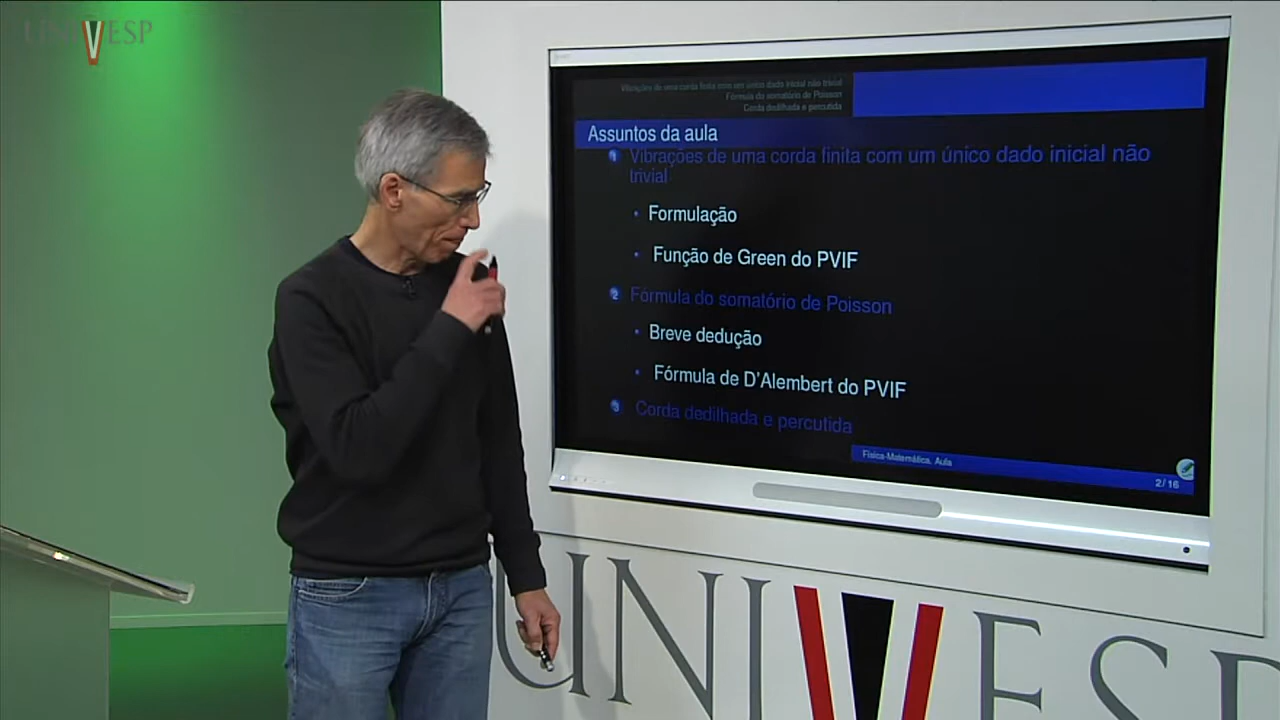 UNIVESP
Vibrações de uma corda finita com um único dado inicial não trivial
Fórmula do somatório de Poisson
Corda dedilhada e percutida
Assuntos da aula
1 Vibrações de uma corda finita com um único dado inicial não
trivial
Formulação
Função de Green do PVIF
2 Fórmula do somatório de Poisson
Breve dedução
Fórmula de D'Alembert do PVIF
3 Corda dedilhada e percutida
Física-Matemática, Aula
2/16
UNIVESP